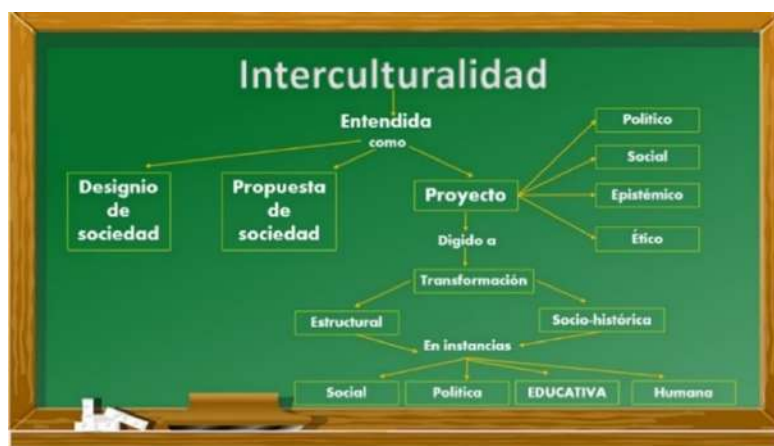 Interculturalidad
Entendida
como
Designio
de
sociedad
Propuesta
de
sociedad
Proyecto
Político
Social
Epistémico
Ético
Digido a
Transformación
Estructural
Socio-histórica
En instancias
Social
Política
EDUCATIVA
Humana